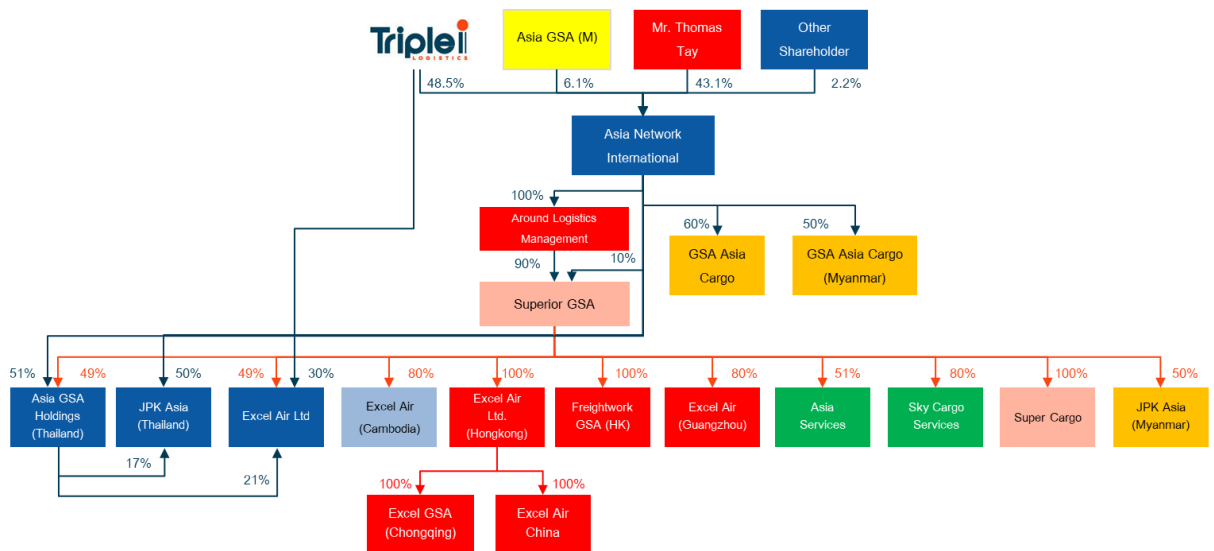 Triplei
LOGISTICS
Asia GSA (M)
Mr. Thomas
Tay
Other
Shareholder
48.5%
6.1%
43.1%
2.2%
Asia Network
International
100%
Around Logistics
Management
60%
50%
GSA Asia
Cargo
GSA Asia Cargo
(Myanmar)
90%
10%
Superior GSA
51%
49%
50%
49%
30%
80%
100%
100%
80%
51%
80%
100%
50%
Asia GSA
Holdings
(Thailand)
JPK Asia
(Thailand)
Excel Air Ltd
Excel Air
(Cambodia)
Excel Air
Ltd.
(Hongkong)
Freightwork
GSA (HK)
Excel Air
(Guangzhou)
Asia
Services
Sky Cargo
Services
Super Cargo
JPK Asia
(Myanmar)
17%
21%
100%
100%
Excel GSA
(Chongqing)
Excel Air
China